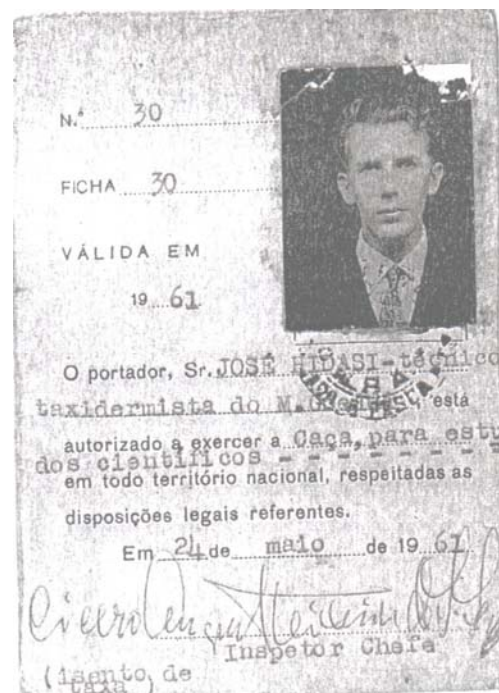 N.º 30
FICHA 30
VÁLIDA EM
19 61
O portador, Sr. JOSÉ HIDASI-técnico
taxidermista do M. , está
autorizado a exercer a Caça, para estu
dos científicos - - - - - - -
em todo território nacional, respeitadas as
disposições legais referentes.
Em 24 de maio de 1961
Inspetor Chefe
(isento de
taxa)